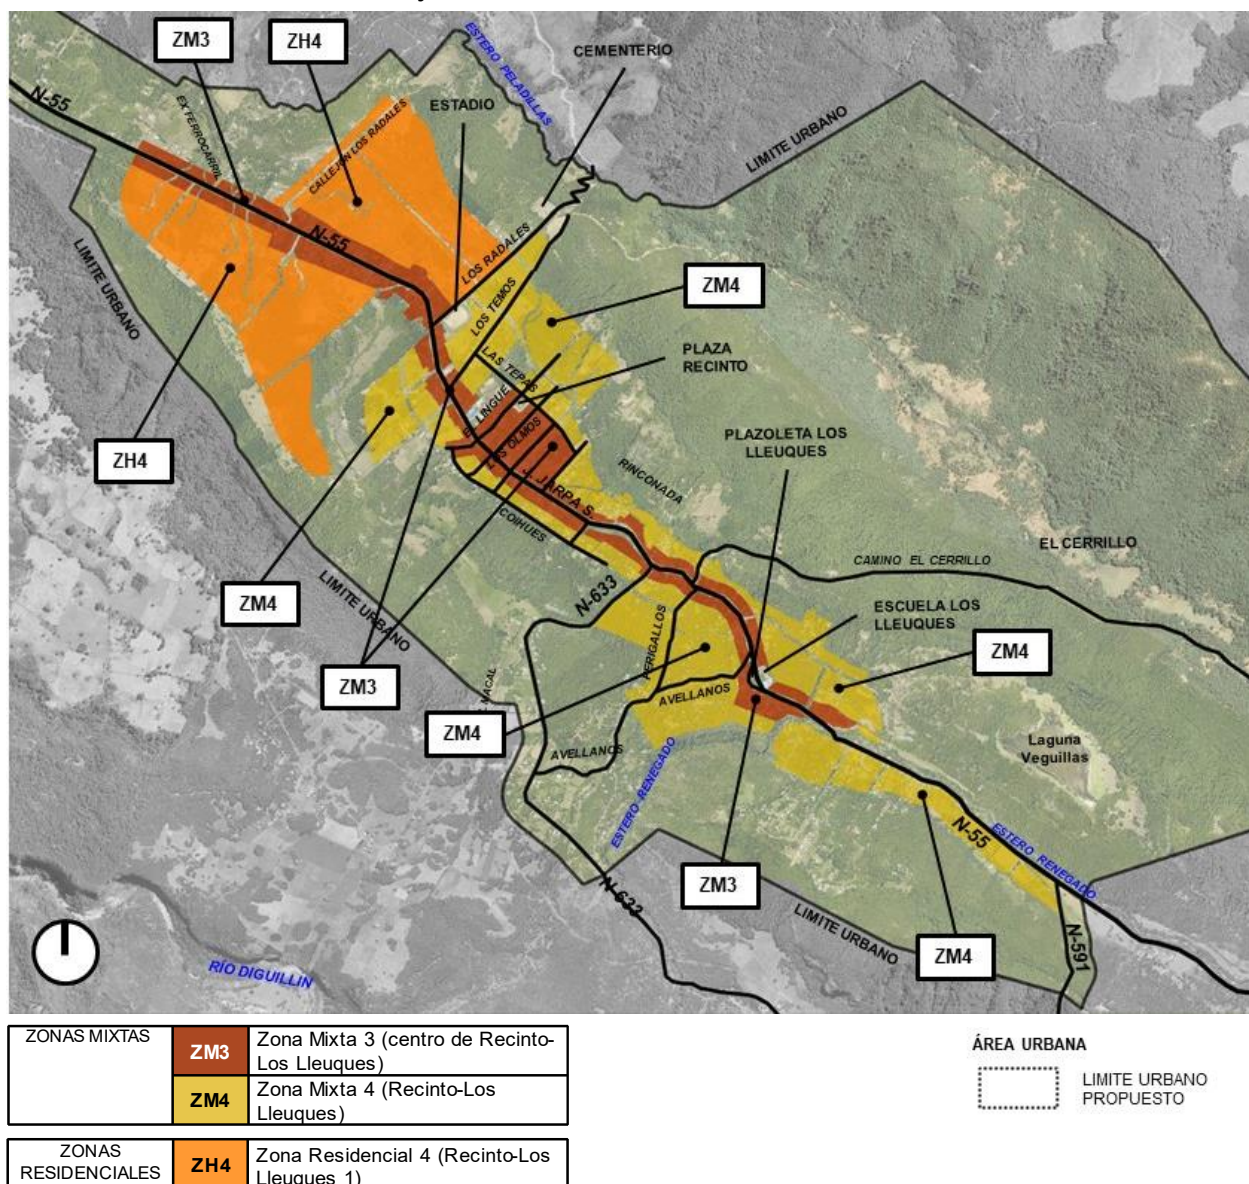 ZM3
ZH4
CEMENTERIO
ESTERO PELADILLAS
N-55
EX FERROCARRIL
ESTADIO
CALLEJON LOS RADALES
LIMITE URBANO
N-55
LOS RADALES
LIMITE URBANO
LOS TEMOS
ZM4
PLAZA
RECINTO
LAS TEPAS
LINGUE
OLMOS
PLAZOLETA LOS
LLEUQUES
ZH4
RINCONADA
J. JARPA S.
COIHUES
EL CERRILLO
CAMINO EL CERRILLO
LIMITE URBANO
ZM4
N-633
ESCUELA LOS
LLEUQUES
PERIGALLOS
ZM4
ZM3
AVELLANOS
ZM4
AVELLANOS
Laguna
Veguillas
ESTERO RENEGADO
N-55
ESTERO RENEGADO
ZM3
N-633
LIMITE URBANO
ZM4
N-591
RÍO DIGUILLIN
ZONAS MIXTAS
ZM3
Zona Mixta 3 (centro de Recinto-
Los Lleuques)
ZM4
Zona Mixta 4 (Recinto-Los
Lleuques)
ZONAS
RESIDENCIALES
ZH4
Zona Residencial 4 (Recinto-Los
Lleuques 1)
ÁREA URBANA
LIMITE URBANO
PROPUESTO